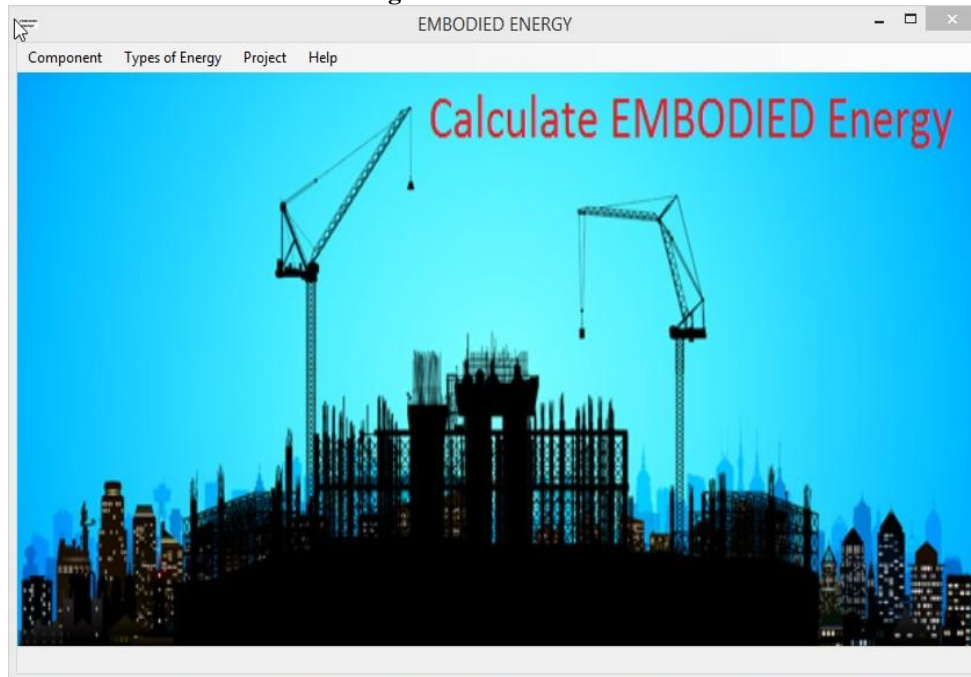 EMBODIED ENERGY
Component Types of Energy Project Help
Calculate EMBODIED Energy